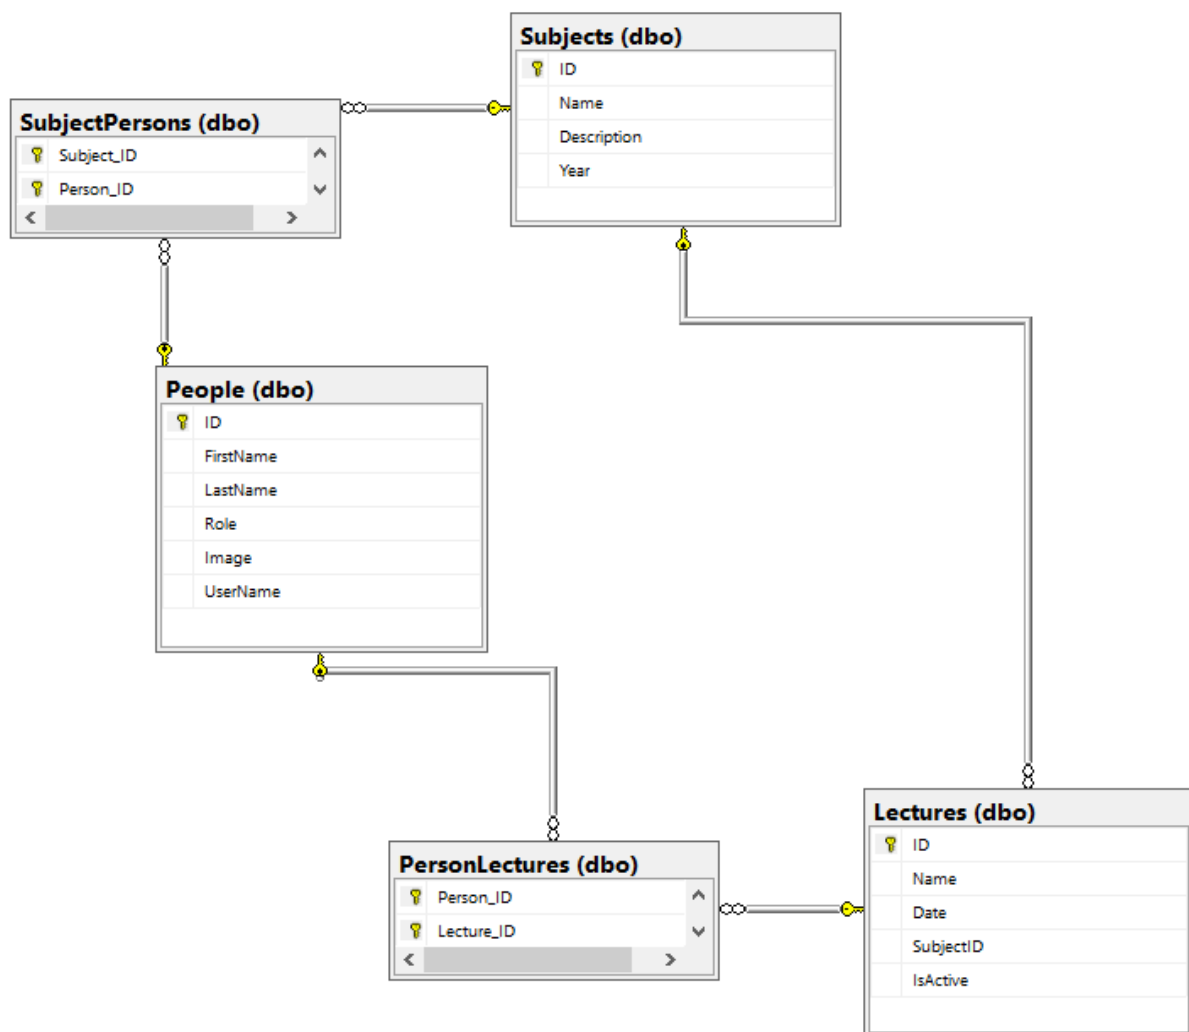 Subjects (dbo)
ID
Name
Description
Year
SubjectPersons (dbo)
Subject_ID
Person_ID
People (dbo)
ID
FirstName
LastName
Role
Image
UserName
PersonLectures (dbo)
Person_ID
Lecture_ID
Lectures (dbo)
ID
Name
Date
SubjectID
IsActive